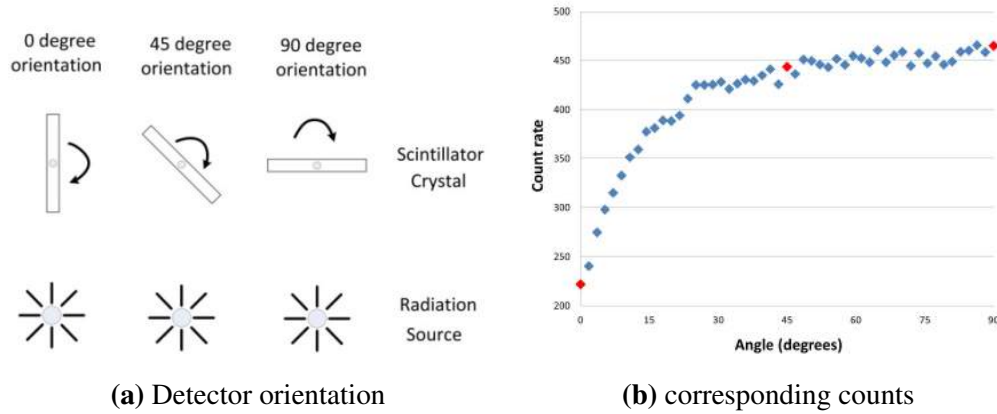 0 degree
orientation
45 degree
orientation
90 degree
orientation
Scintillator
Crystal
Radiation
Source
(a) Detector orientation
500
450
400
350
300
250
200
Count rate
0 15 30 45 60 75 90
Angle (degrees)
(b) corresponding counts